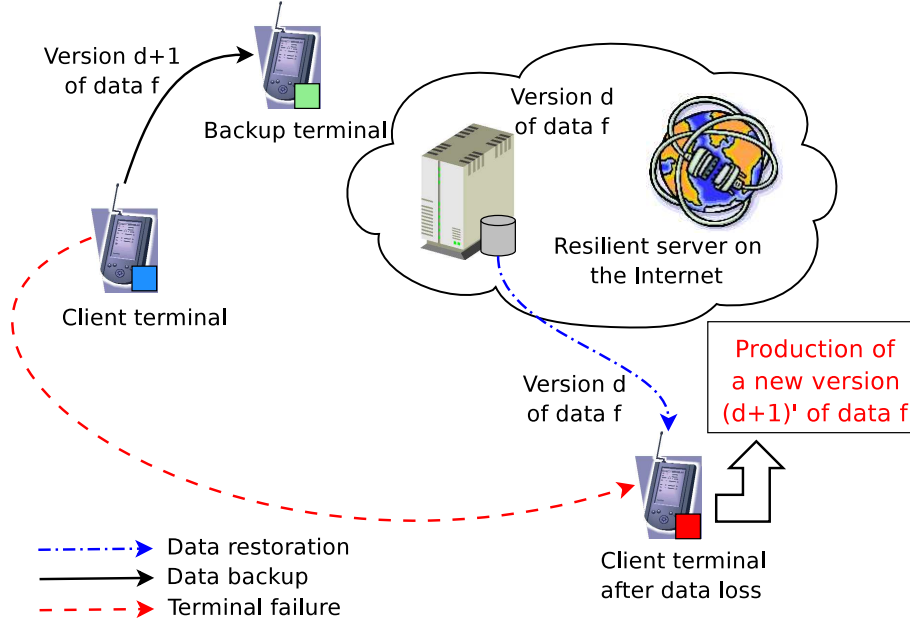 Version d+1
of data f
Backup terminal
Client terminal
Version d
of data f
Resilient server on
the Internet
Version d
of data f
Production of
a new version
(d+1)' of data f
Client terminal
after data loss
Data restoration
Data backup
Terminal failure